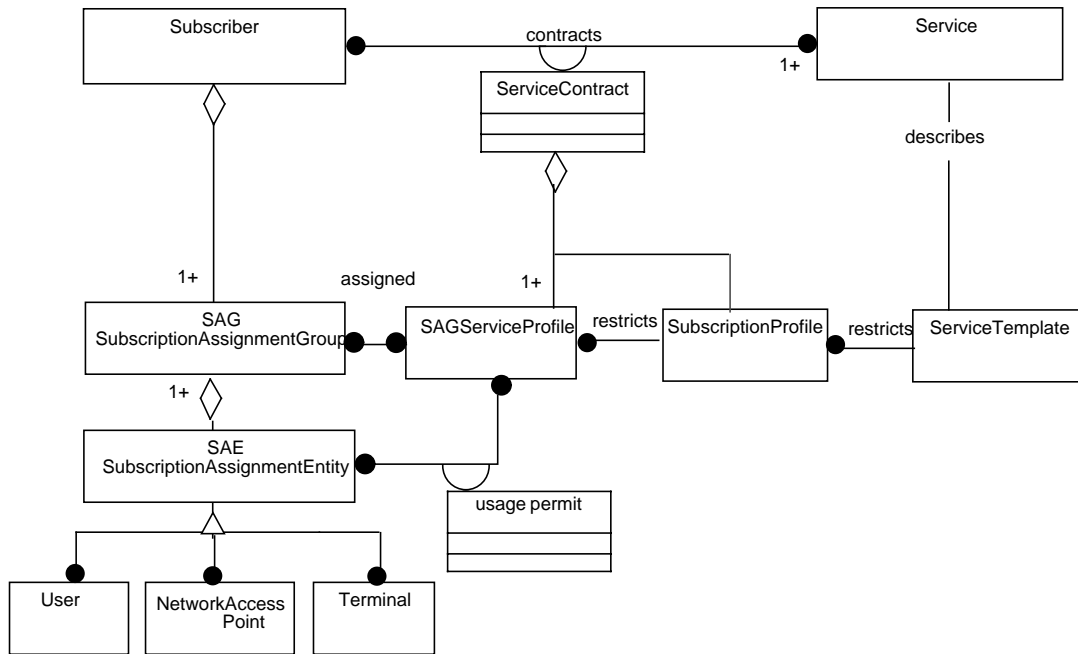 Subscriber
contracts
Service
1+
ServiceContract
describes
1+
assigned
1+
SAG
SubscriptionAssignmentGroup
SAGServiceProfile
restricts
SubscriptionProfile
restricts
ServiceTemplate
1+
SAE
SubscriptionAssignmentEntity
usage permit
User
NetworkAccess
Point
Terminal